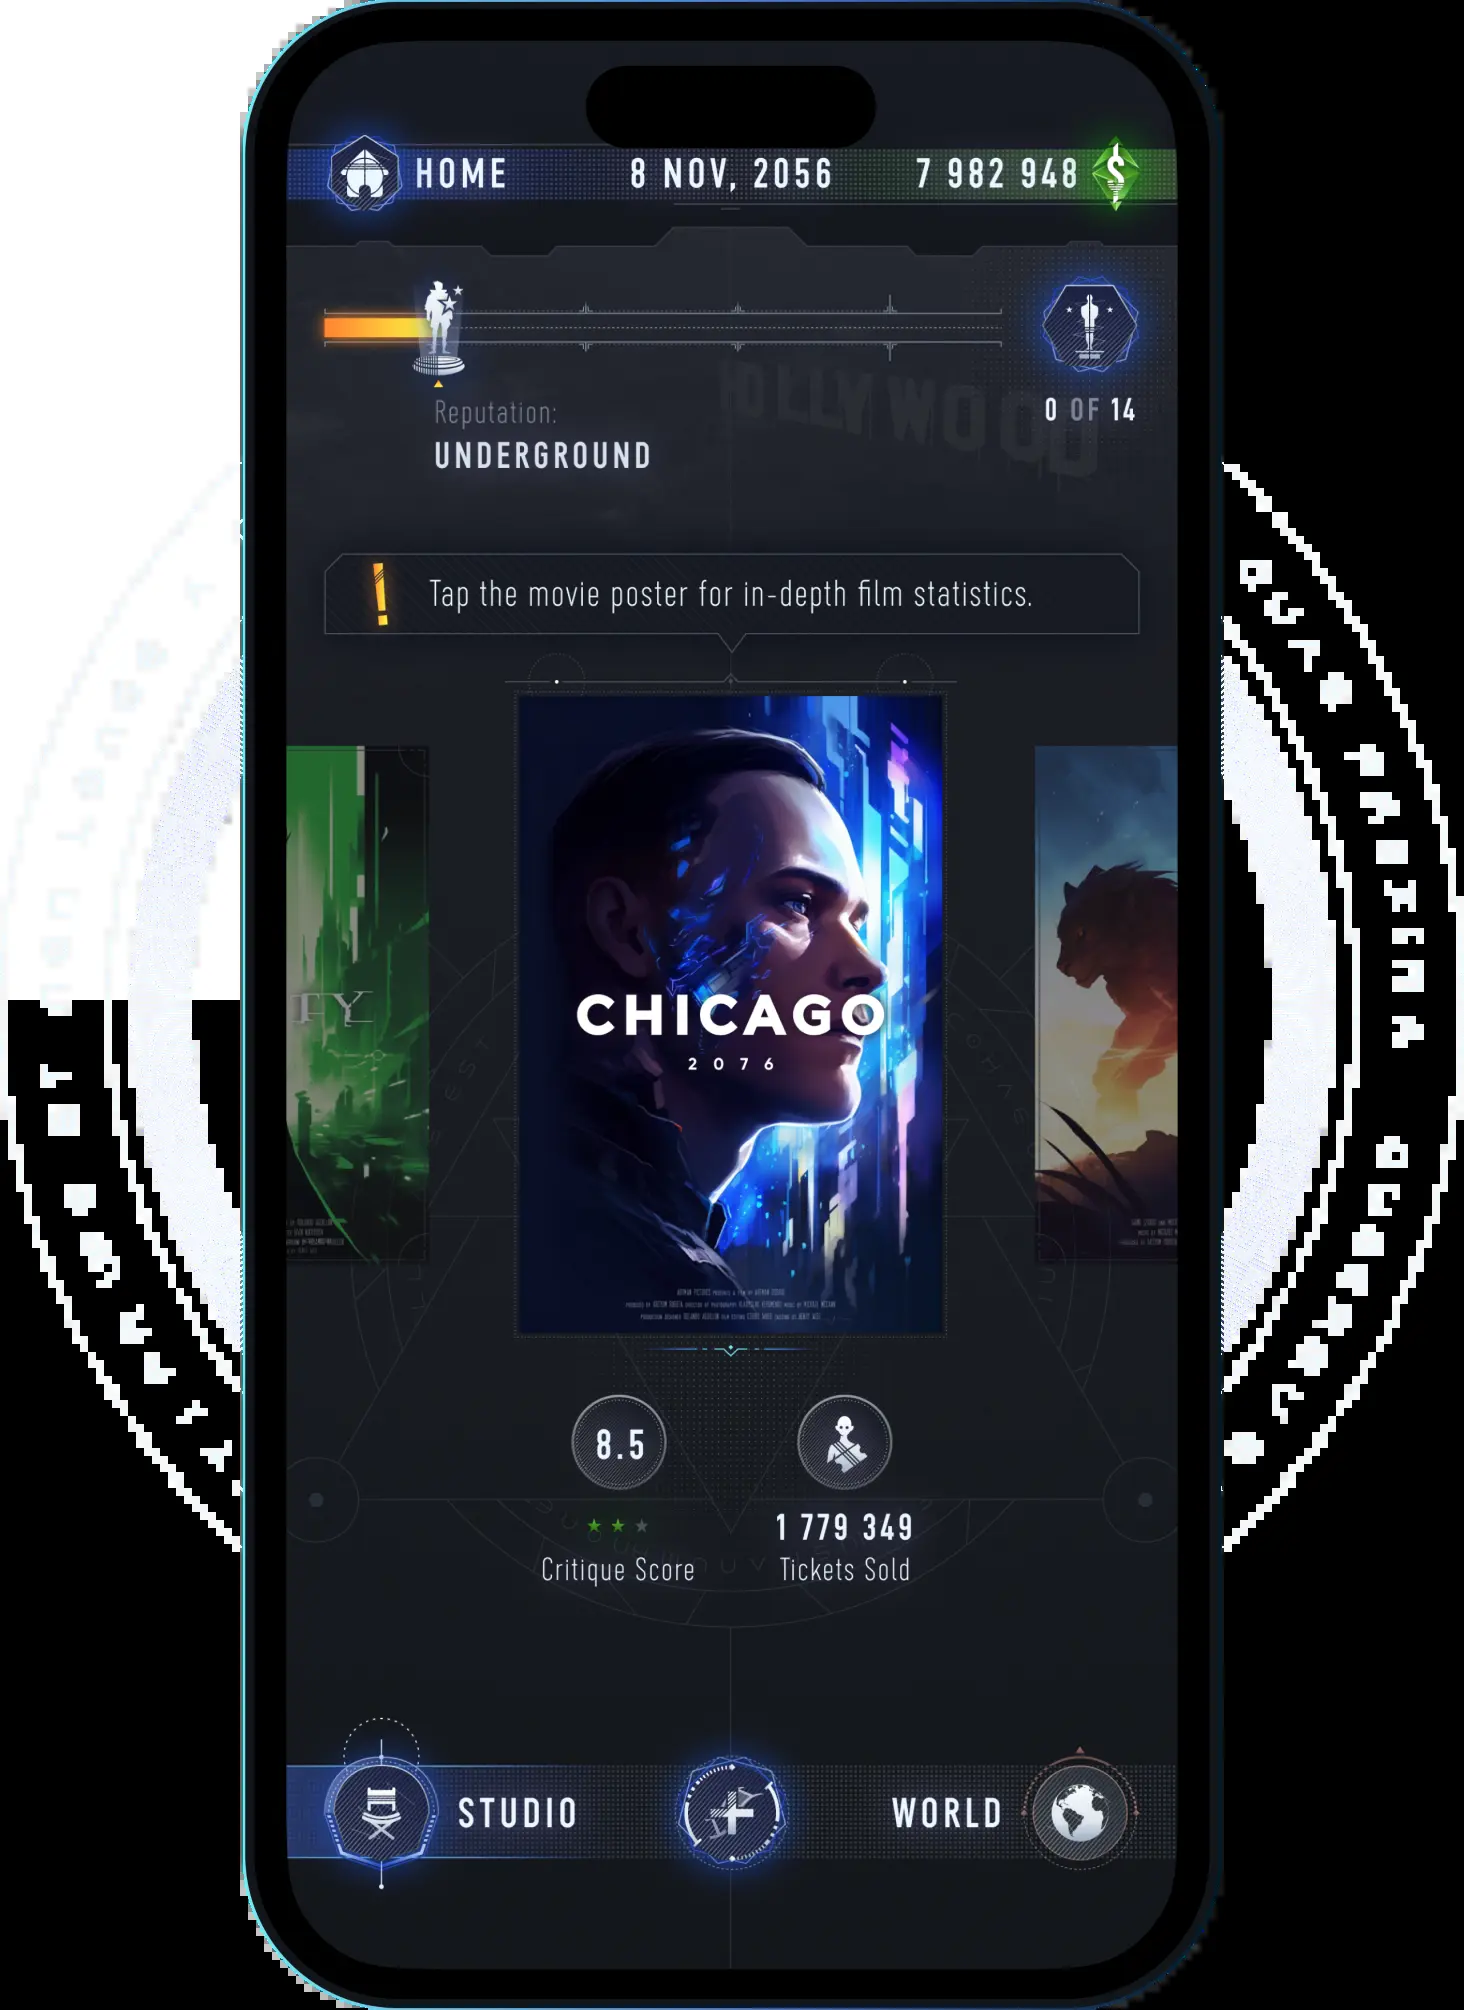 HOME
8 NOV, 2056
7 982 948
Reputation:
UNDERGROUND
HOLLYWOOD
0 OF 14
Tap the movie poster for in-depth film statistics.
CHICAGO
2076
8.5
1 779 349
Critique Score
Tickets Sold
STUDIO
WORLD